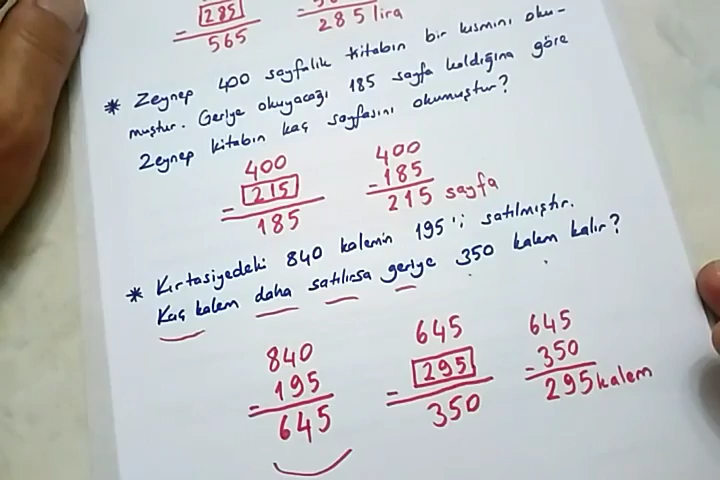 285
565
285 lira
* Zeynep 400 sayfalık kitabın bir kısmını oku-
muştur. Geriye okuyacağı 185 sayfa kaldığına göre
Zeynep kitabın kaç sayfasını okumuştur?
400
215
- 185
400
-185
215 sayfa
* Kırtasiyedeki 840 kalemin 195'i satılmıştır.
Kaç kalem daha satılırsa geriye 350 kalem kalır?
840
195
- 645
645
295
- 350
645
-350
295 kalem